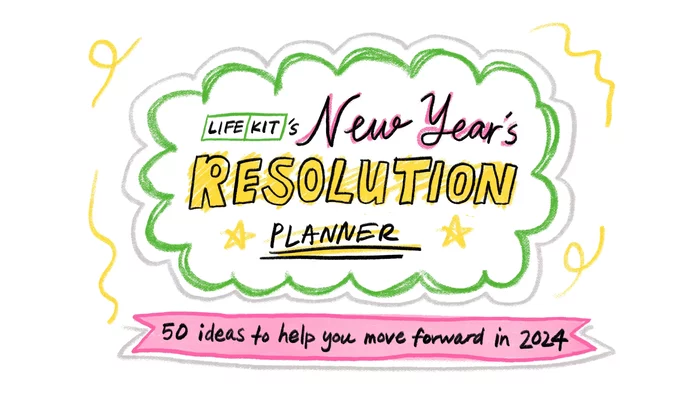 LIFE KIT's New Year's
RESOLUTION
PLANNER
50 ideas to help you move forward in 2024